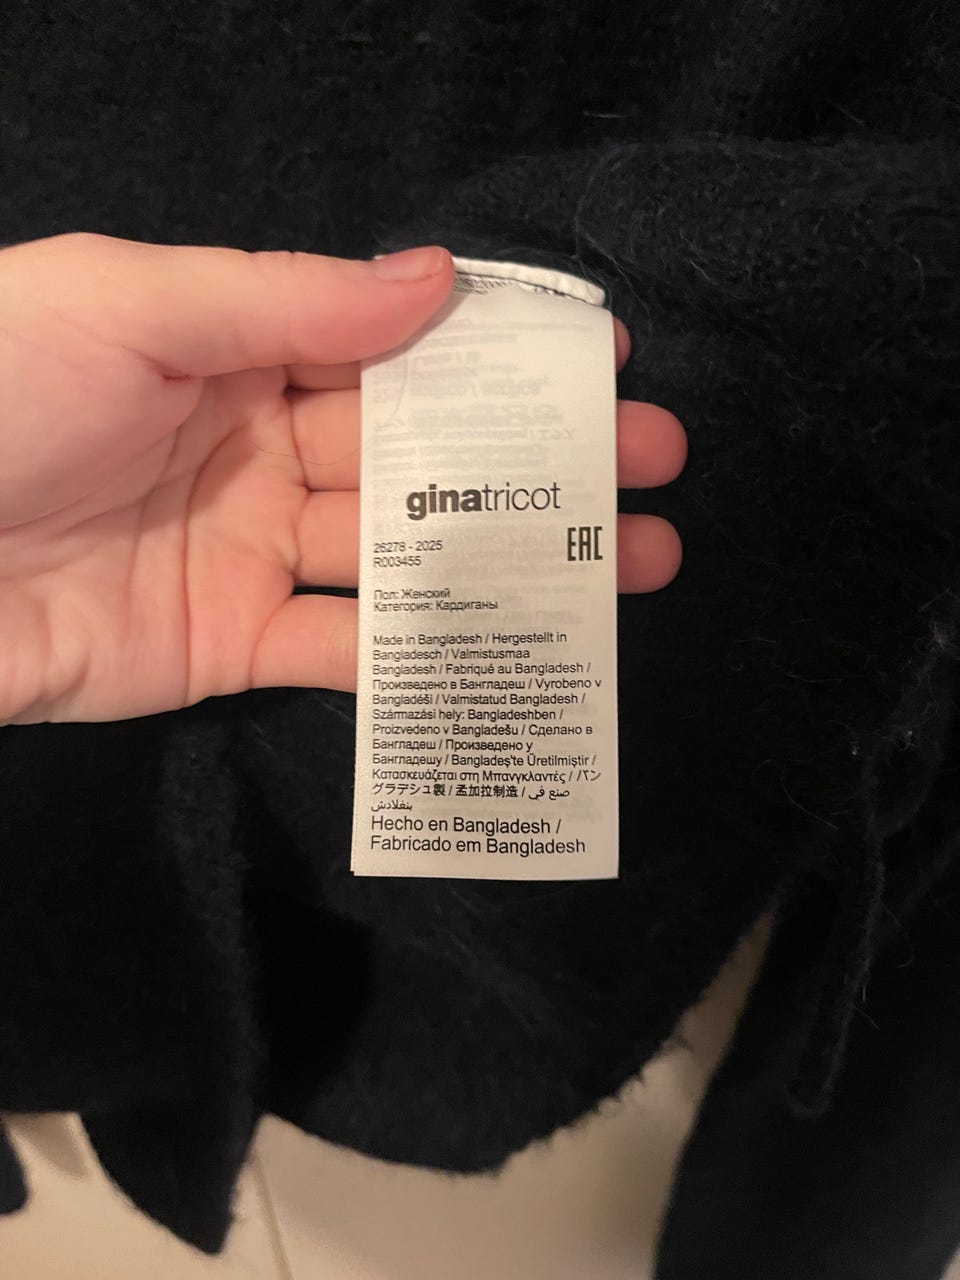 ginatricot
26278 - 2025
R003455
EAC
Пол: Женский
Категория: Кардиганы
Made in Bangladesh / Hergestellt in
Bangladesch / Valmistusmaa
Bangladesh / Fabriqué au Bangladesh /
Произведено в Бангладеш / Vyrobeno v
Bangladéši / Valmistatud Bangladesh /
Származási hely: Bangladeshben /
Proizvedeno v Bangladešu / Сделано в
Бангладеш / Произведено у
Бангладешу / Bangladeş'te Üretilmiştir /
Κατασκευάζεται στη Μπανγκλαντές / バン
グラデシュ製 / 孟加拉制造 / صنع في
بنغلادش
Hecho en Bangladesh /
Fabricado em Bangladesh